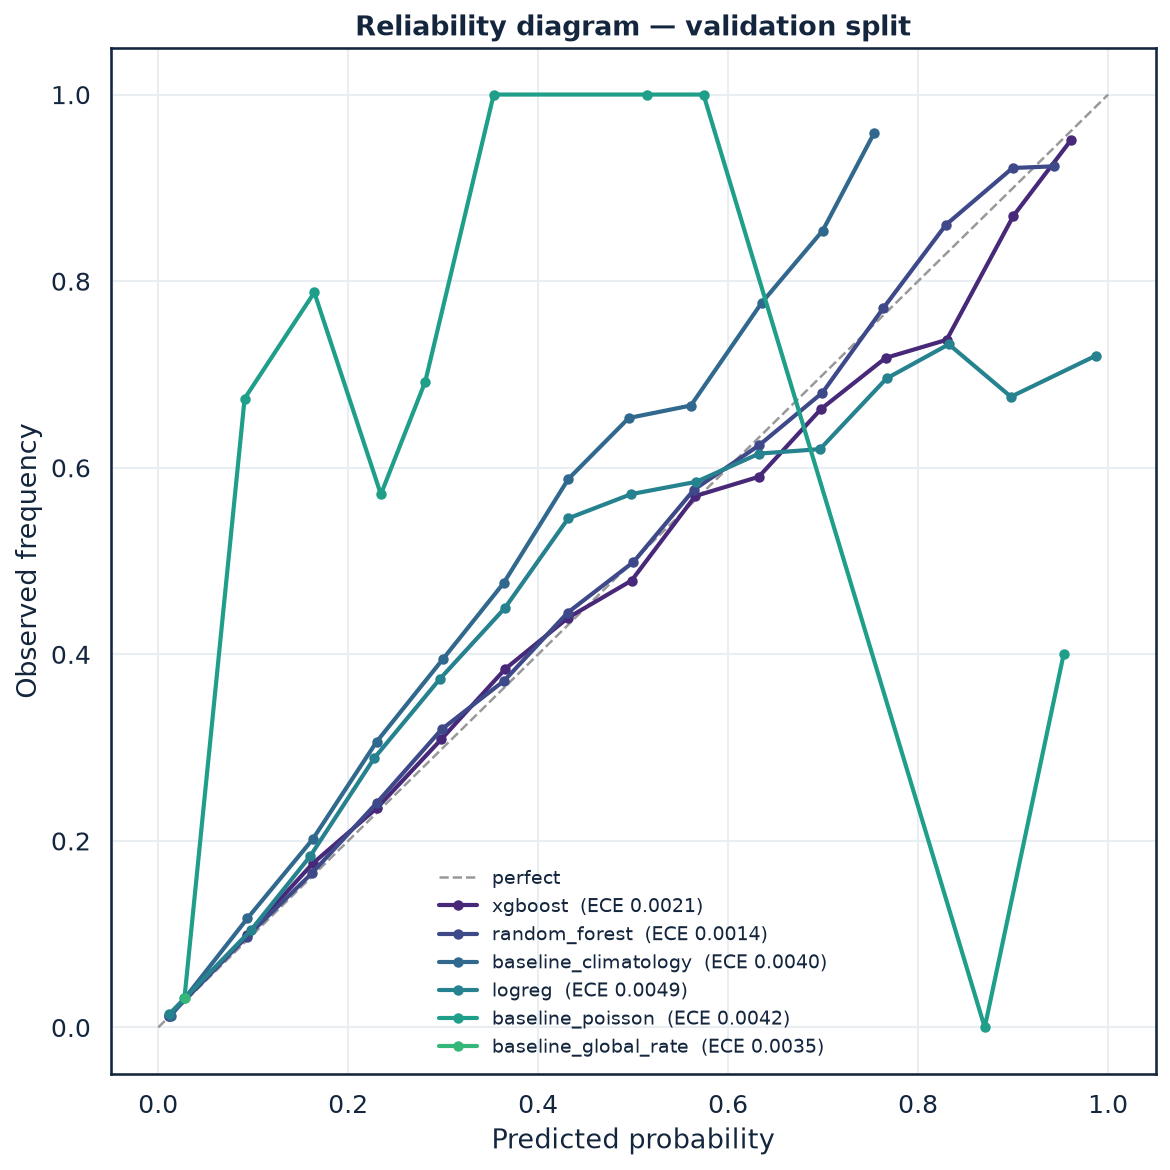 Reliability diagram — validation split
1.0
0.8
0.6
0.4
0.2
0.0
Observed frequency
perfect
xgboost (ECE 0.0021)
random_forest (ECE 0.0014)
baseline_climatology (ECE 0.0040)
logreg (ECE 0.0049)
baseline_poisson (ECE 0.0042)
baseline_global_rate (ECE 0.0035)
0.0 0.2 0.4 0.6 0.8 1.0
Predicted probability